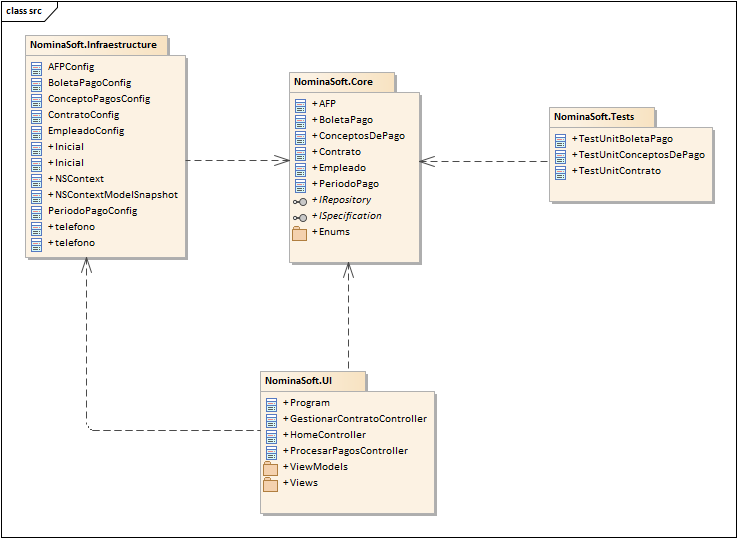 class src
NominaSoft.Infraestructure
AFPConfig
BoletaPagoConfig
ConceptoPagosConfig
ContratoConfig
EmpleadoConfig
+ Inicial
+ Inicial
+ NSContext
+ NSContextModelSnapshot
PeriodoPagoConfig
+ telefono
+ telefono
NominaSoft.Core
+ AFP
+ BoletaPago
+ ConceptosDePago
+ Contrato
+ Empleado
+ PeriodoPago
+ IRepository
+ ISpecification
+ Enums
NominaSoft.Tests
+ TestUnitBoletaPago
+ TestUnitConceptosDePago
+ TestUnitContrato
NominaSoft.UI
+ Program
+ GestionarContratoController
+ HomeController
+ ProcesarPagosController
+ ViewModels
+ Views